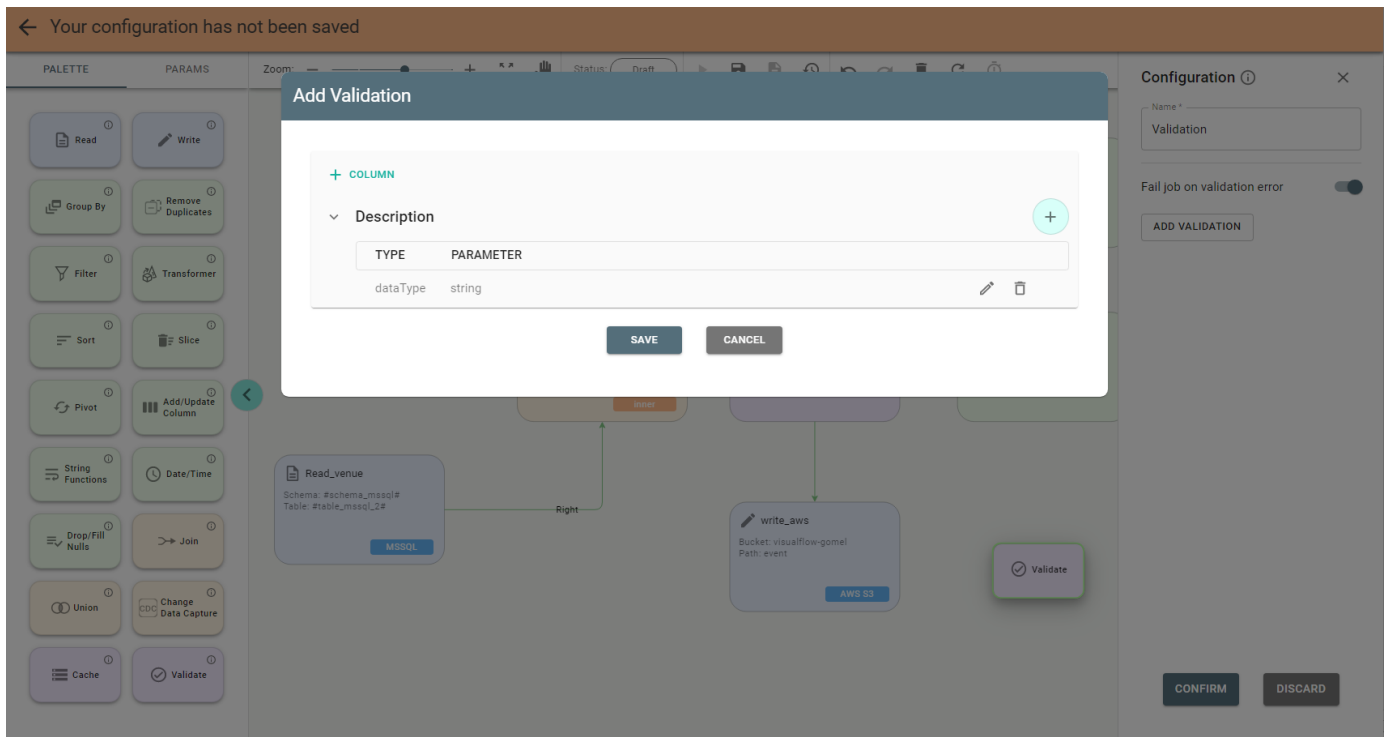 Your configuration has not been saved
PALETTE
PARAMS
Zoom:
Status:
Draft
Read
Write
Group By
Remove
Duplicates
Filter
Transformer
Sort
Slice
Pivot
Add/Update
Column
String
Functions
Date/Time
Drop/Fill
Nulls
Join
Union
CDC
Change
Data Capture
Cache
Validate
Add Validation
COLUMN
Description
TYPE
PARAMETER
dataType
string
SAVE
CANCEL
inner
Read_venue
Schema: #schema_mssql#
Table: #table_mssql_2#
MSSQL
Right
write_aws
Bucket: visualflow-gomel
Path: event
AWS S3
Validate
Configuration
Name *
Validation
Fail job on validation error
ADD VALIDATION
CONFIRM
DISCARD